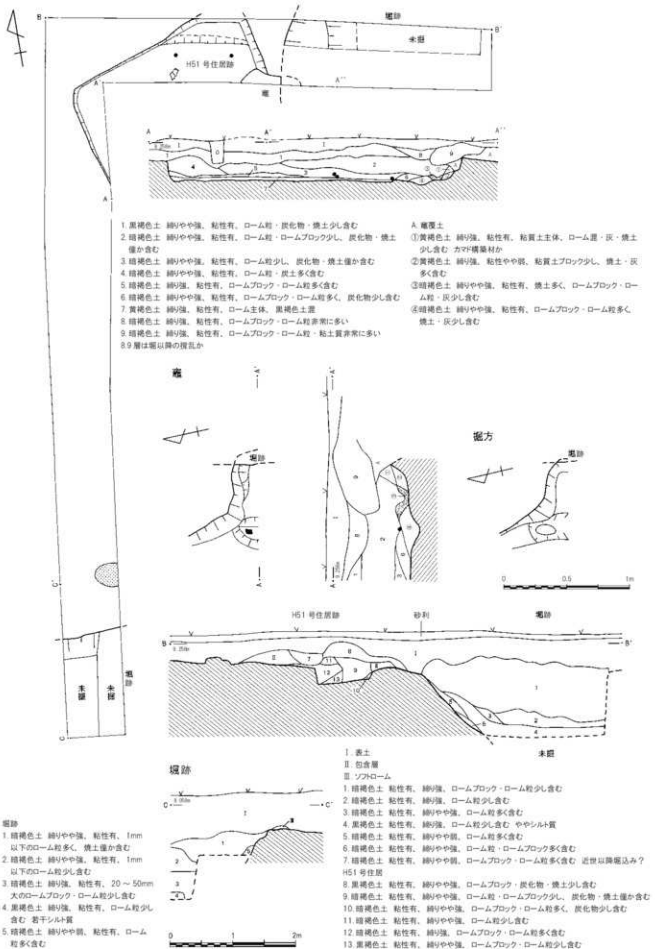 B
堀跡
B'
未掘
H51 号住居跡
A'
A''
竈
A
A
A'
A''
9.250m
1. 黒褐色土 締りやや強、粘性有、ローム粒・炭化物・焼土少し含む
2. 暗褐色土 締りやや強、粘性有、ローム粒・ロームブロック少し、炭化物・焼土
僅か含む
3. 暗褐色土 締りやや強、粘性有、ローム粒少し、炭化物・焼土僅か含む
4. 暗褐色土 締りやや強、粘性有、ローム粒・炭土多く含む
5. 暗褐色土 締り強、粘性有、ロームブロック・ローム粒多く含む
6. 暗褐色土 締りやや強、粘性有、ロームブロック・ローム粒多く、炭化物少し含む
7. 黄褐色土 締り強、粘性有、ローム主体、黒褐色土混
8. 暗褐色土 締り強、粘性有、ロームブロック・ローム粒非常に多い
9. 暗褐色土 締り強、粘性有、ロームブロック・ローム粒・粘土質非常に多い
8.9 層は堀以降の撹乱か
A. 竈覆土
①黄褐色土 締り強、粘性有、粘質土主体、ローム混・灰・焼土
少し含む カマド構築材か
②黄褐色土 締り強、粘性やや弱、粘質土ブロック少し、焼土・灰
多く含む
③暗褐色土 締り強、粘性有、焼土多く、ロームブロック・ロー
ム粒・灰少し含む
④暗褐色土 締りやや強、粘性有、ロームブロック・ローム粒多く、
焼土・灰少し含む
竈
堀跡
掘方
堀跡
0 0.5 1m
H51 号住居跡
砂利
堀跡
B
B'
9.250m
未掘
C'
堀跡
未掘
未掘
C
堀跡
C
C'
0 1 2m
堀跡
1. 暗褐色土 締りやや強、粘性有、1mm
以下のローム粒多く、焼土僅か含む
2. 暗褐色土 締りやや強、粘性有、1mm
以下のローム粒少し含む
3. 暗褐色土 締り強、粘性有、20 ～ 50mm
大のロームブロック・ローム粒少し含む
4. 黒褐色土 締り強、粘性有、ローム粒少し
含む 若干シルト質
5. 暗褐色土 締りやや弱、粘性有、ローム
粒多く含む
Ⅰ. 表土
Ⅱ. 包含層
Ⅲ. ソフトローム
1. 暗褐色土 粘性有、締り強、ロームブロック・ローム粒少し含む
2. 暗褐色土 粘性有、締り強、ローム粒少し含む
3. 暗褐色土 粘性有、締り強、ローム粒多く含む
4. 黒褐色土 粘性有、締り強、ローム粒少し含む ややシルト質
5. 暗褐色土 粘性有、締りやや弱、ローム粒多く含む
6. 暗褐色土 粘性有、締りやや強、ローム粒・ロームブロック多く含む
7. 暗褐色土 粘性有、締りやや弱、ロームブロック・ローム粒多く含む 近世以降堀込み？
H51 号住居
8. 黒褐色土 粘性有、締りやや強、ロームブロック・炭化物・焼土少し含む
9. 暗褐色土 粘性有、締りやや強、ローム粒・ロームブロック少し、炭化物・焼土僅か含む
10. 暗褐色土 粘性有、締りやや強、ロームブロック・ローム粒多く、炭化物少し含む
11. 暗褐色土 粘性有、締りやや強、ローム粒少し含む
12. 暗褐色土 粘性有、締り強、ロームブロック・ローム粒多く含む
13. 黒褐色土 粘性有、締りやや強、ロームブロック・ローム粒少し含む